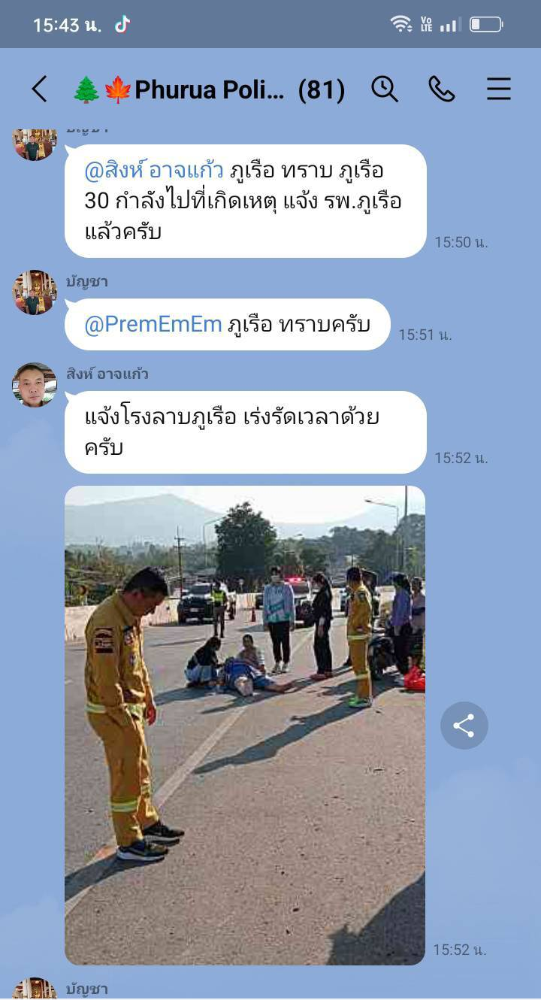 15:43 น.
Vo
LTE
🌲🍁Phurua Poli... (81)
@สิงห์ อาจแก้ว ภูเรือ ทราบ ภูเรือ
30 กำลังไปที่เกิดเหตุ แจ้ง รพ.ภูเรือ
แล้วครับ
15:50 น.
บัญชา
@PremEmEm ภูเรือ ทราบครับ
15:51 น.
สิงห์ อาจแก้ว
แจ้งโรงลาบภูเรือ เร่งรัดเวลาด้วย
ครับ
15:52 น.
15:52 น.
บัญชา